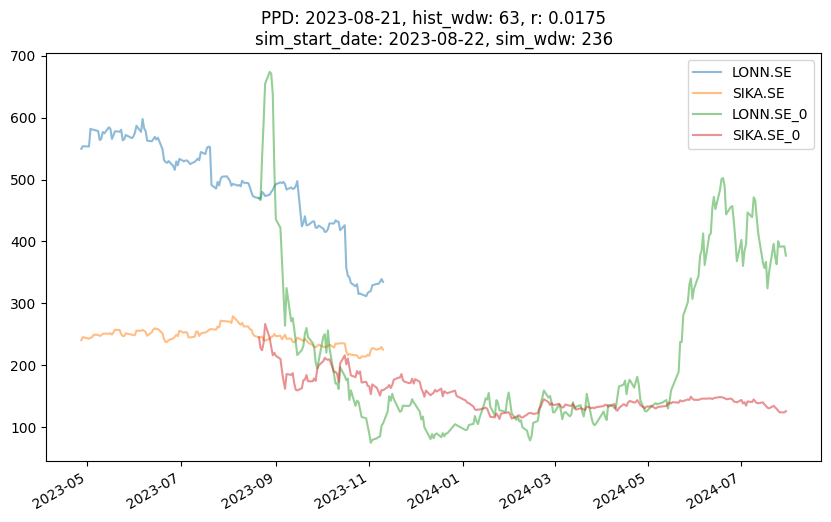 PPD: 2023-08-21, hist_wdw: 63, r: 0.0175
sim_start_date: 2023-08-22, sim_wdw: 236
700
600
500
400
300
200
100
LONN.SE
SIKA.SE
LONN.SE_0
SIKA.SE_0
2023-05
2023-07
2023-09
2023-11
2024-01
2024-03
2024-05
2024-07